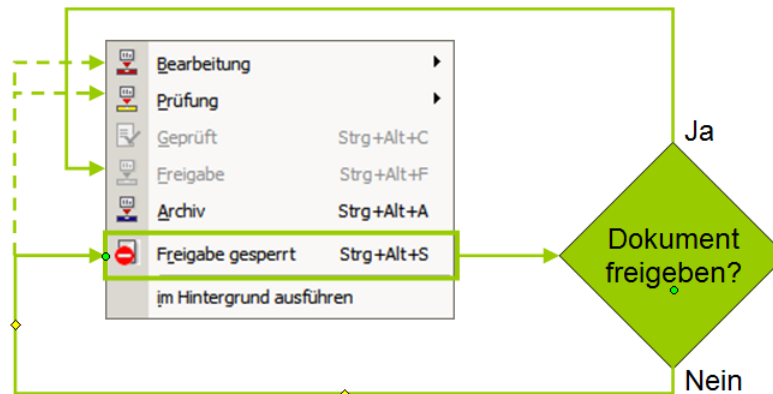 Bearbeitung
Prüfung
Geprüft Strg+Alt+C
Freigabe Strg+Alt+F
Archiv Strg+Alt+A
Freigabe gesperrt Strg+Alt+S
im Hintergrund ausführen
Ja
Dokument
freigeben?
Nein